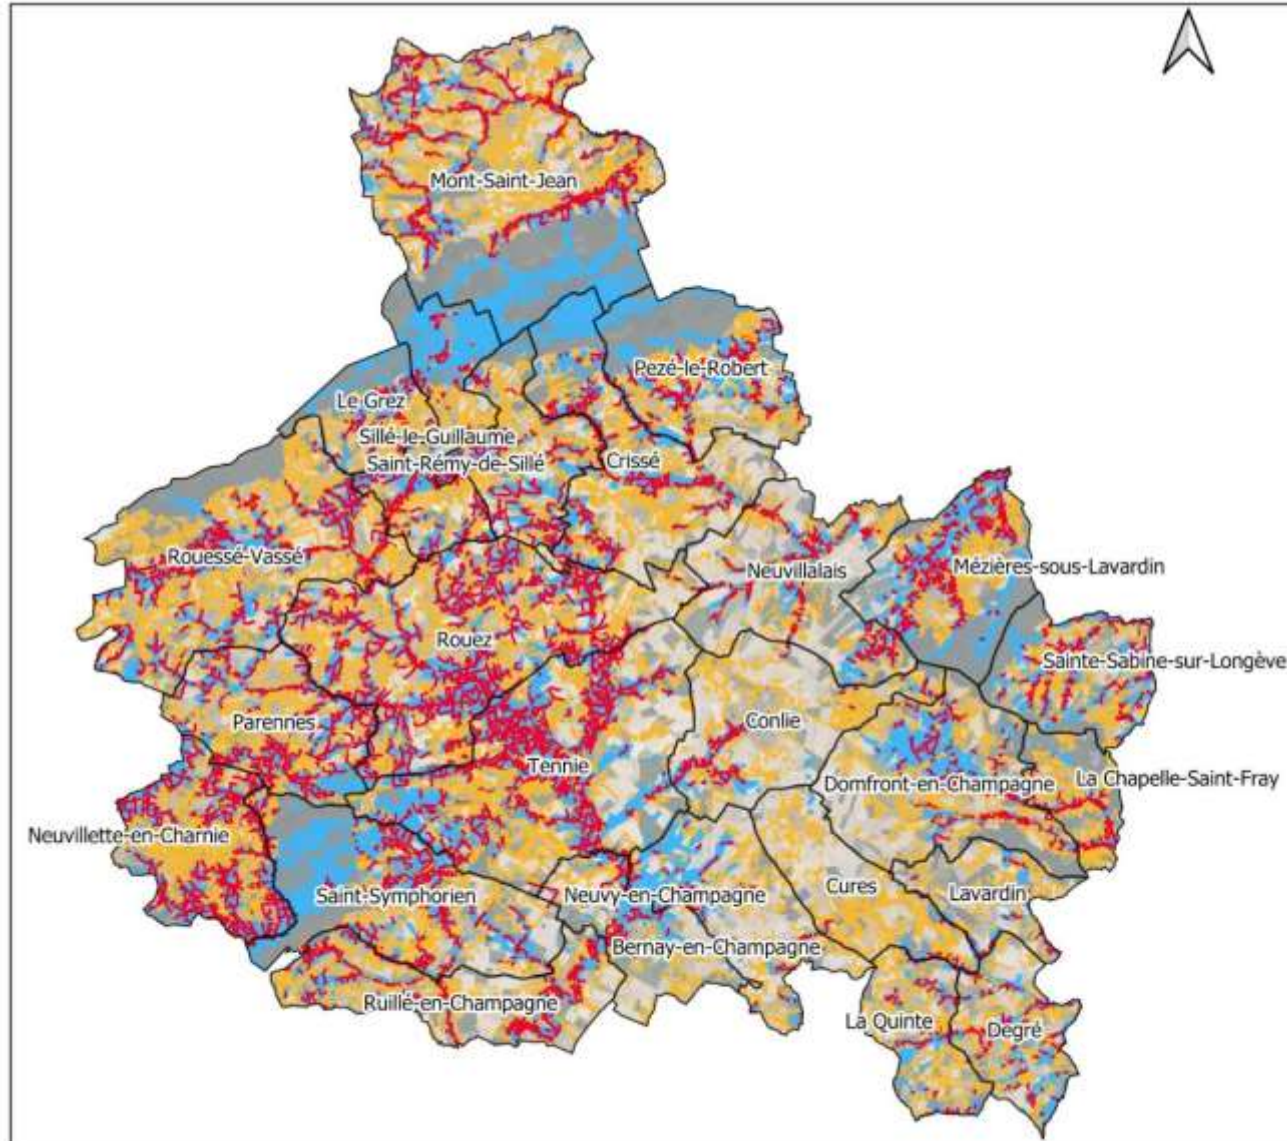 Mont-Saint-Jean
Pezé-le-Robert
Le Grez
Sillé-le-Guillaume
Saint-Rémy-de-Sillé
Crissé
Rouessé-Vassé
Neuvillalais
Mézières-sous-Lavardin
Rouez
Sainte-Sabine-sur-Longève
Parennes
Conlie
Tennie
Domfront-en-Champagne
La Chapelle-Saint-Fray
Neuvillette-en-Charnie
Saint-Symphorien
Neuvy-en-Champagne
Cures
Lavardin
Bernay-en-Champagne
Ruillé-en-Champagne
La Quinte
Degré